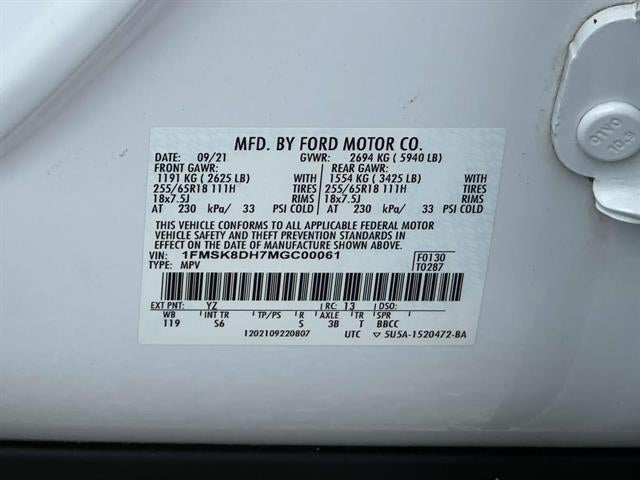 MFD. BY FORD MOTOR CO.
DATE: 09/21 GVWR: 2694 KG ( 5940 LB)
FRONT GAWR: REAR GAWR:
1191 KG ( 2625 LB) WITH 1554 KG ( 3425 LB) WITH
255/65R18 111H TIRES 255/65R18 111H TIRES
18x7.5J RIMS 18x7.5J RIMS
AT 230 kPa/ 33 PSI COLD AT 230 kPa/ 33 PSI COLD
THIS VEHICLE CONFORMS TO ALL APPLICABLE FEDERAL MOTOR
VEHICLE SAFETY AND THEFT PREVENTION STANDARDS IN
EFFECT ON THE DATE OF MANUFACTURE SHOWN ABOVE.
VIN: 1FMSK8DH7MGC00061 F0130
TYPE: MPV T0287
EXT PNT: YZ RC: 13 DSO:
WB INT TR TP/PS R AXLE TR SPR
119 S6 S 3B T BBCC
1202109220807 UTC ▽ 5U5A-1520472-BA